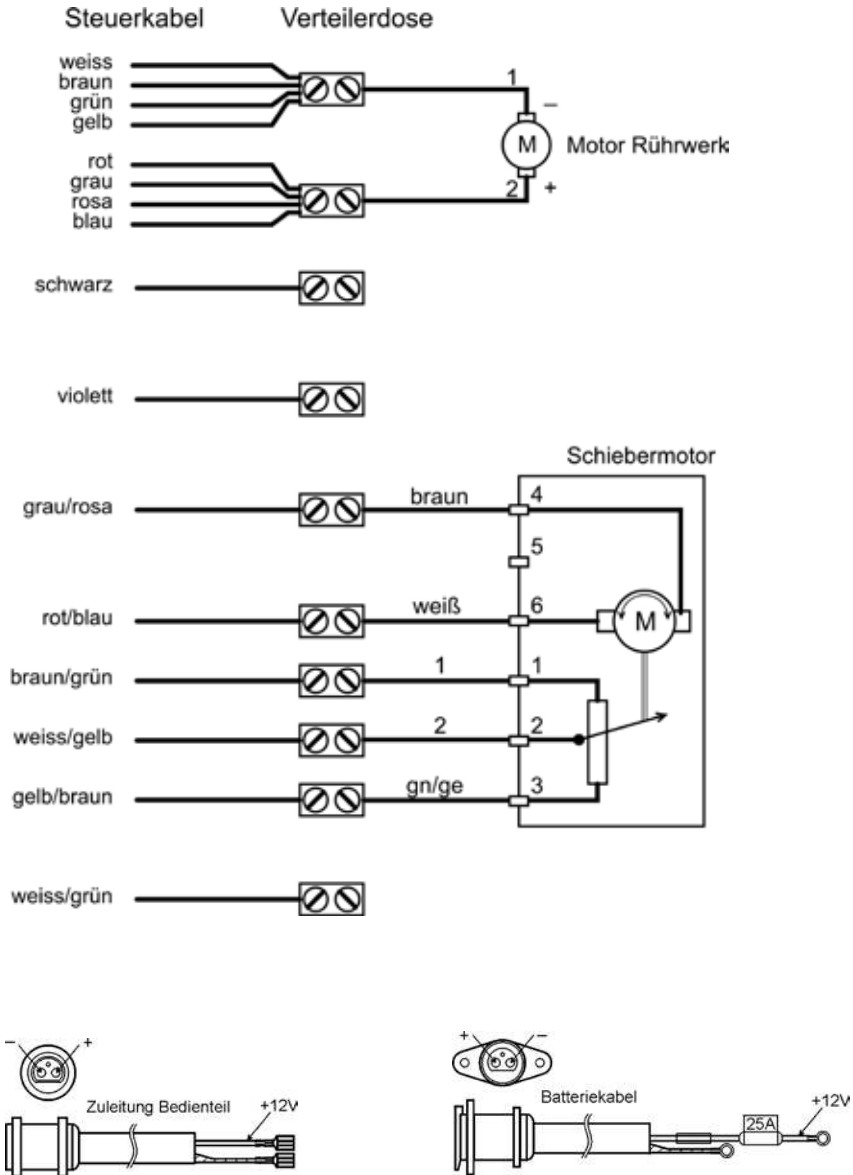 Steuerkabel Verteilerdose
weiss
braun
grün
gelb
1
–
M Motor Rührwerk
2 +
rot
grau
rosa
blau
schwarz
violett
Schiebermotor
grau/rosa braun 4
5
rot/blau weiß 6 M
braun/grün 1 1
weiss/gelb 2 2
gelb/braun gn/ge 3
weiss/grün
– +
Zuleitung Bedienteil +12V
+ –
Batteriekabel +12V
25A